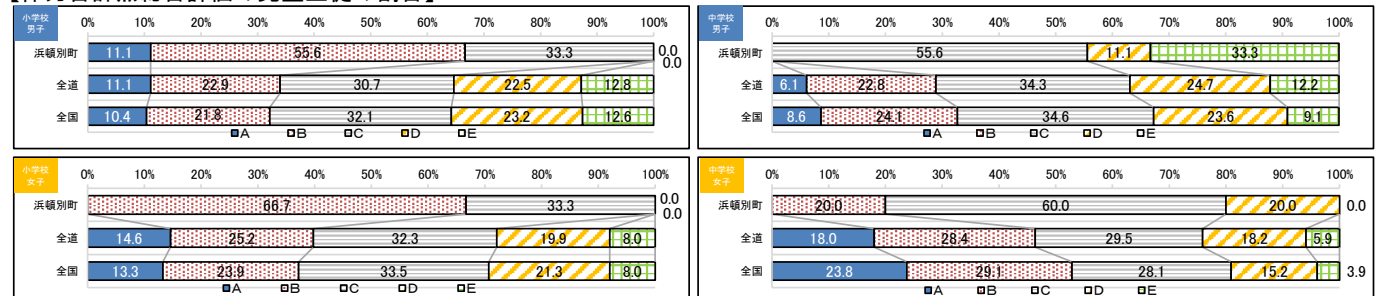 小学校
男子
0% 10% 20% 30% 40% 50% 60% 70% 80% 90% 100%
浜頓別町 11.1 55.6 33.3 0.0
0.0
全道 11.1 22.9 30.7 22.5 12.8
全国 10.4 21.8 32.1 23.2 12.6
A B C D E
中学校
男子
0% 10% 20% 30% 40% 50% 60% 70% 80% 90% 100%
浜頓別町 55.6 11.1 33.3
全道 6.1 22.8 34.3 24.7 12.2
全国 8.6 24.1 34.6 23.6 9.1
A B C D E
小学校
女子
0% 10% 20% 30% 40% 50% 60% 70% 80% 90% 100%
浜頓別町 66.7 33.3 0.0
0.0
全道 14.6 25.2 32.3 19.9 8.0
全国 13.3 23.9 33.5 21.3 8.0
A B C D E
中学校
女子
0% 10% 20% 30% 40% 50% 60% 70% 80% 90% 100%
浜頓別町 20.0 60.0 20.0 0.0
全道 18.0 28.4 29.5 18.2 5.9
全国 23.8 29.1 28.1 15.2 3.9
A B C D E